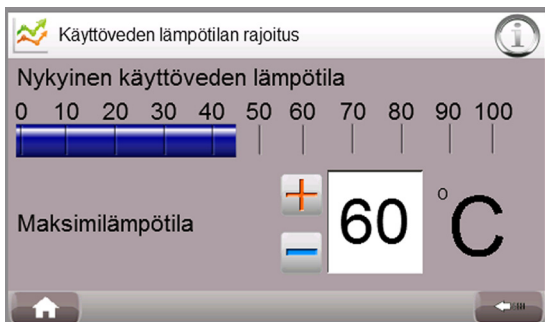 Käyttöveden lämpötilan rajoitus
Nykyinen käyttöveden lämpötila
0 10 20 30 40 50 60 70 80 90 100
Maksimilämpötila 60 °C